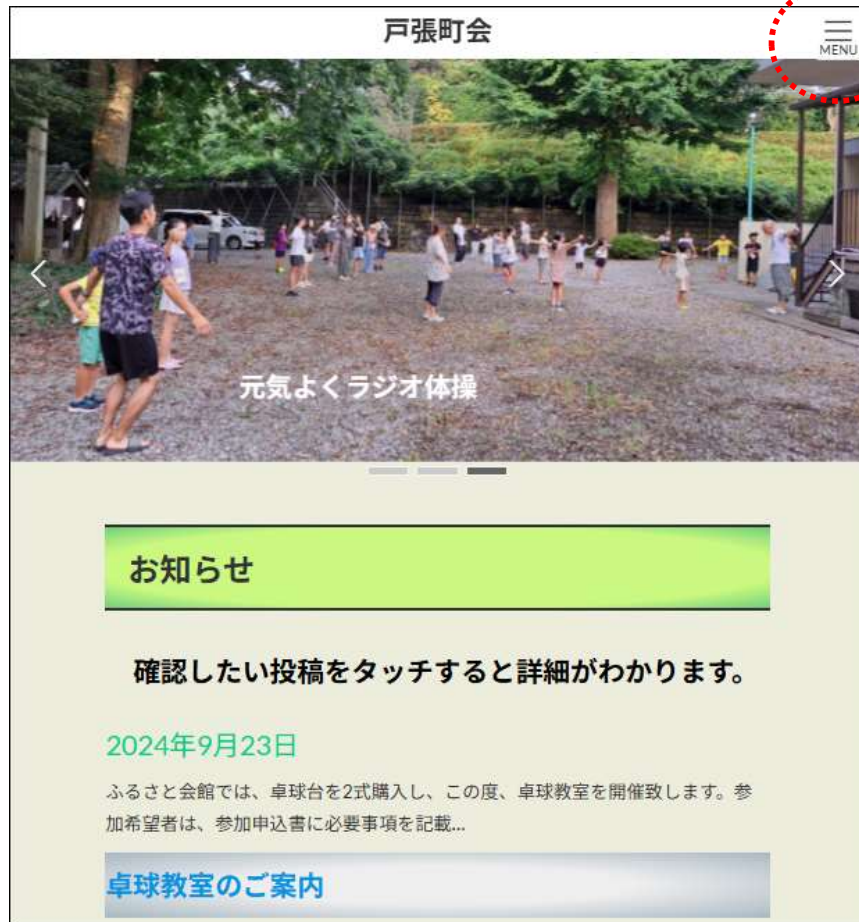 戸張町会
MENU
元気よくラジオ体操
お知らせ
確認したい投稿をタッチすると詳細がわかります。
2024年9月23日
ふるさと会館では、卓球台を2式購入し、この度、卓球教室を開催致します。参
加希望者は、参加申込書に必要事項を記載...
卓球教室のご案内